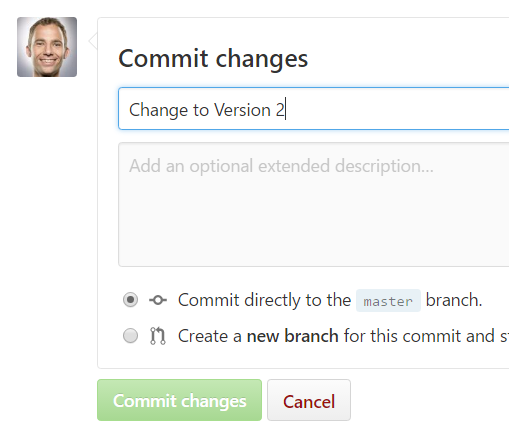 Commit changes
Change to Version 2
Add an optional extended description...
Commit directly to the master branch.
Create a new branch for this commit and
Commit changes
Cancel